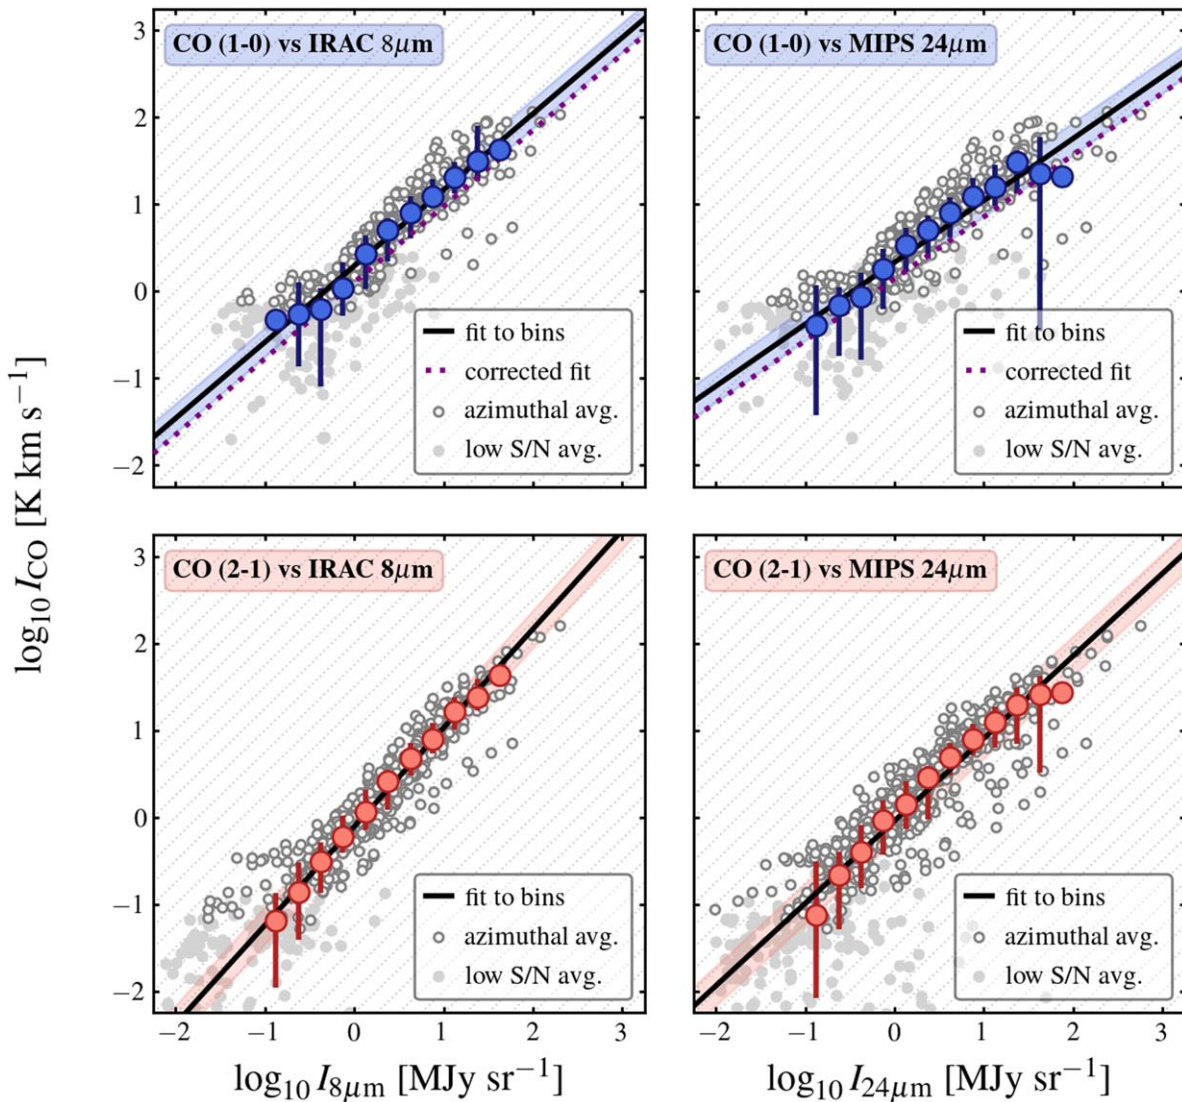 CO (1-0) vs IRAC 8μm
CO (1-0) vs MIPS 24μm
3
2
1
0
−1
−2
fit to bins
corrected fit
azimuthal avg.
low S/N avg.
fit to bins
corrected fit
azimuthal avg.
low S/N avg.
log₁₀ I_CO [K km s⁻¹]
CO (2-1) vs IRAC 8μm
CO (2-1) vs MIPS 24μm
3
2
1
0
−1
−2
fit to bins
azimuthal avg.
low S/N avg.
fit to bins
azimuthal avg.
low S/N avg.
−2 −1 0 1 2 3
−2 −1 0 1 2 3
log₁₀ I₈μm [MJy sr⁻¹]
log₁₀ I₂₄μm [MJy sr⁻¹]